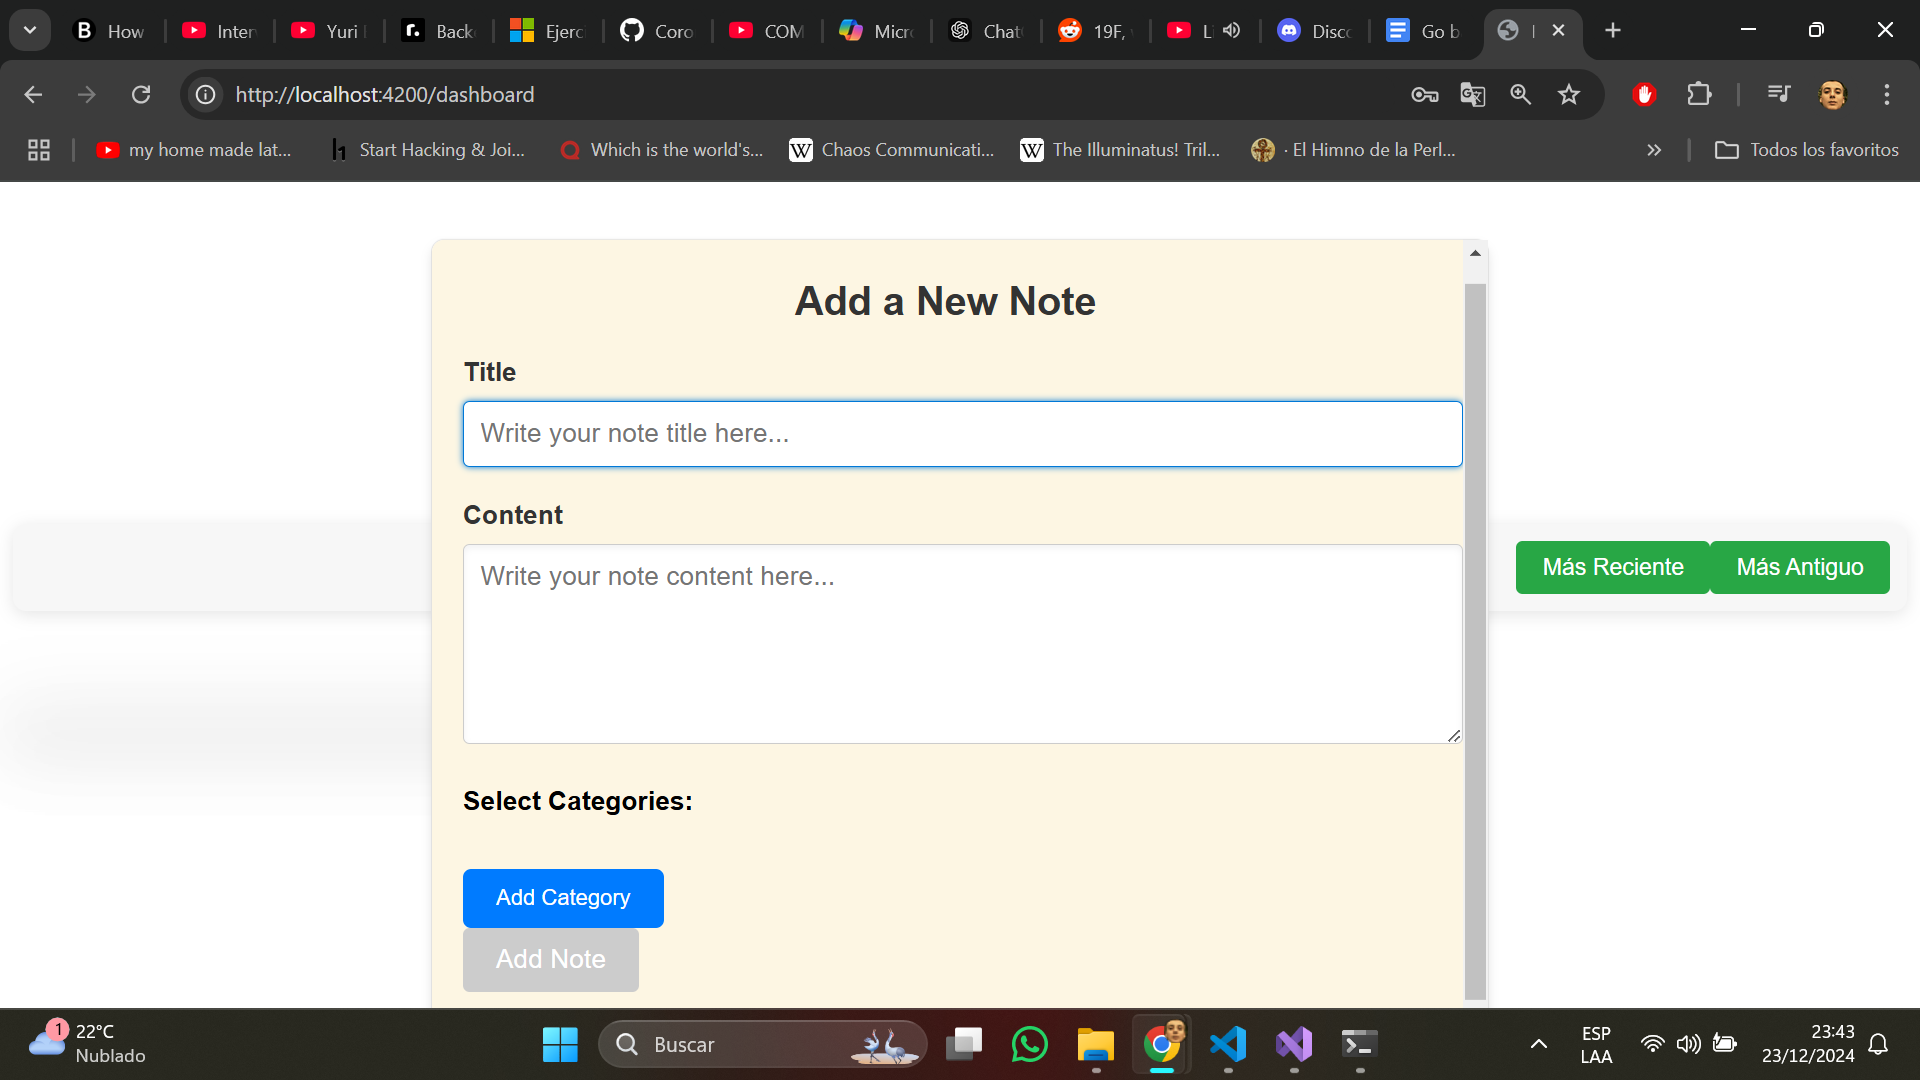 How
Inter
Yuri
Back
Ejerc
Coro
COM
Micr
Chat
19F,
Li
Disc
Go b
http://localhost:4200/dashboard
my home made lat...
Start Hacking & Joi...
Which is the world's...
Chaos Communicati...
The Illuminatus! Tril...
· El Himno de la Perl...
Todos los favoritos
Add a New Note
Title
Write your note title here...
Content
Write your note content here...
Más Reciente
Más Antiguo
Select Categories:
Add Category
Add Note
1
22°C
Nublado
Buscar
ESP
LAA
23:43
23/12/2024